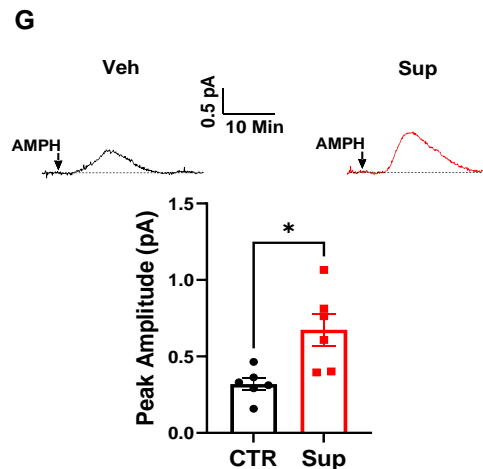 G
Veh
Sup
0.5 pA
10 Min
AMPH
AMPH
Peak Amplitude (pA)
1.5
1.0
0.5
0.0
*
CTR
Sup